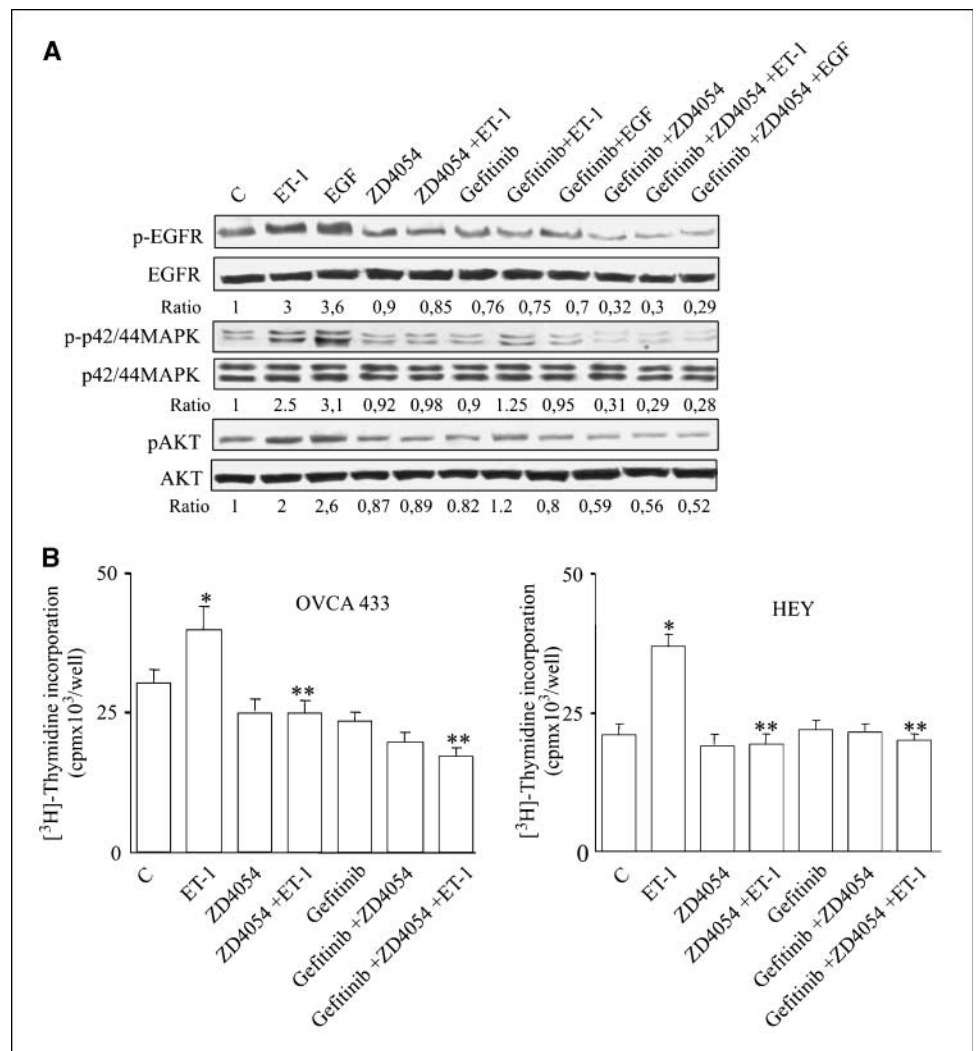 A
C
ET-1
EGF
ZD4054
ZD4054 +ET-1
Gefitinib
Gefitinib+ET-1
Gefitinib+EGF
Gefitinib +ZD4054
Gefitinib +ZD4054 +ET-1
Gefitinib +ZD4054 +EGF
p-EGFR
EGFR
Ratio 1 3 3,6 0,9 0,85 0,76 0,75 0,7 0,32 0,3 0,29
p-p42/44MAPK
p42/44MAPK
Ratio 1 2.5 3,1 0,92 0,98 0,9 1.25 0,95 0,31 0,29 0,28
pAKT
AKT
Ratio 1 2 2,6 0,87 0,89 0.82 1.2 0,8 0,59 0,56 0,52
B
[³H]-Thymidine incorporation
(cpmx10³/well)
50
25
0
OVCA 433
*
**
**
C
ET-1
ZD4054
ZD4054 +ET-1
Gefitinib
Gefitinib +ZD4054
Gefitinib +ZD4054 +ET-1
[³H]-Thymidine incorporation
(cpmx10³/well)
50
25
0
HEY
*
**
**
C
ET-1
ZD4054
ZD4054 +ET-1
Gefitinib
Gefitinib +ZD4054
Gefitinib +ZD4054 +ET-1